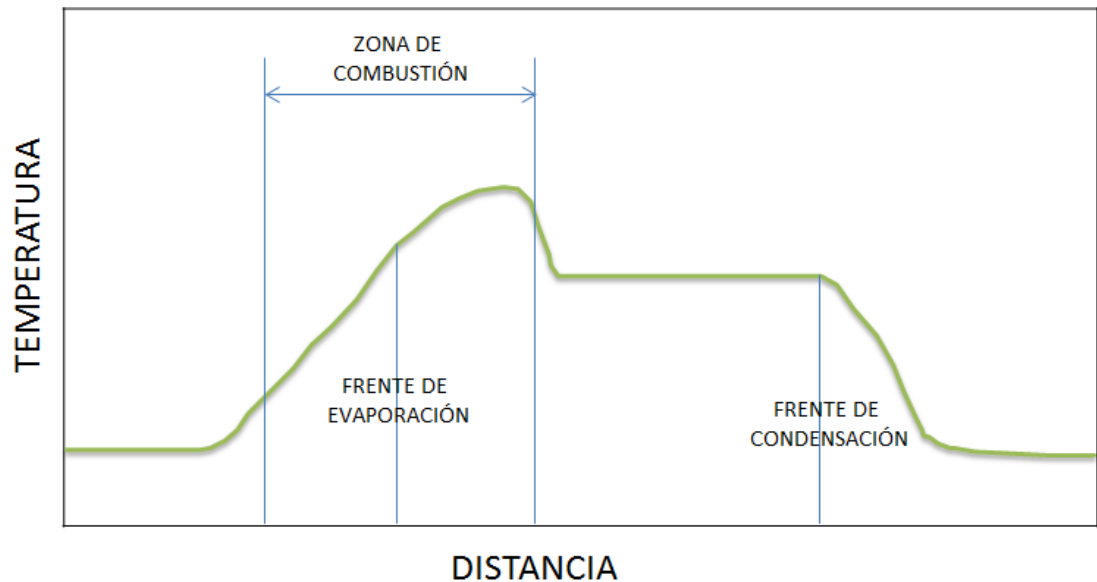 ZONA DE
COMBUSTIÓN
TEMPERATURA
FRENTE DE
EVAPORACIÓN
FRENTE DE
CONDENSACIÓN
DISTANCIA